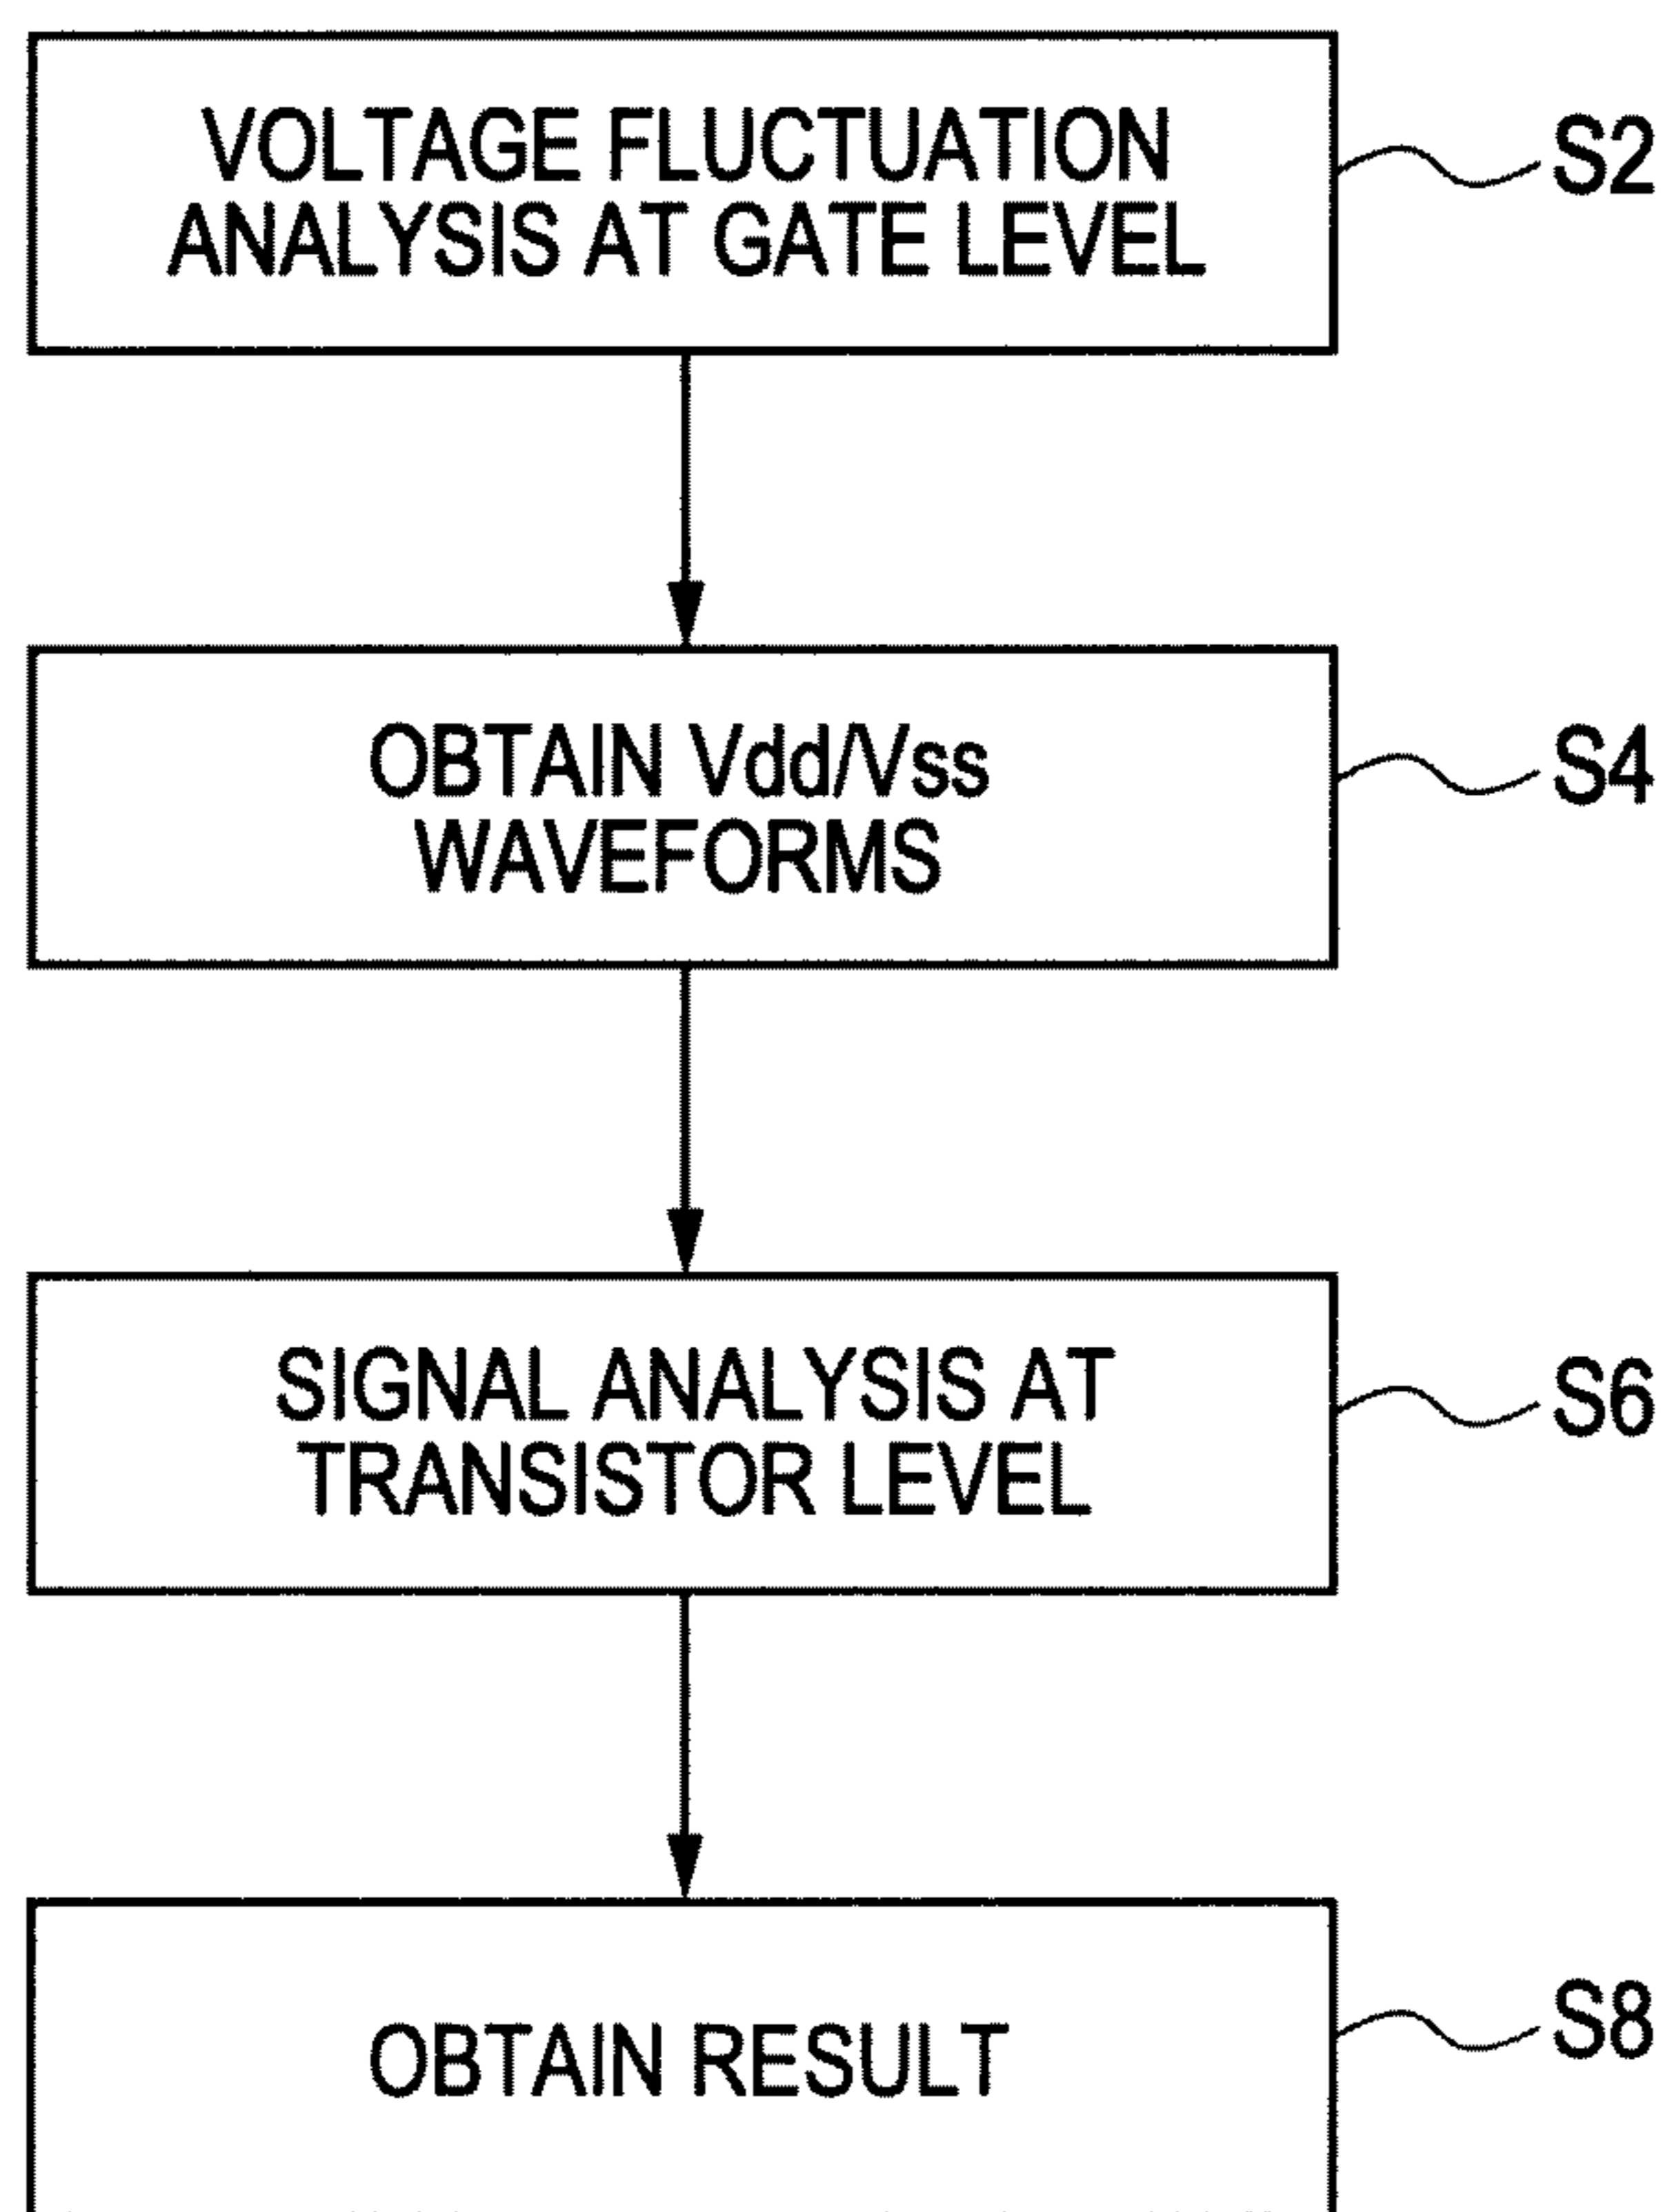 VOLTAGE FLUCTUATION
ANALYSIS AT GATE LEVEL
S2
OBTAIN Vdd/Vss
WAVEFORMS
S4
SIGNAL ANALYSIS AT
TRANSISTOR LEVEL
S6
OBTAIN RESULT
S8